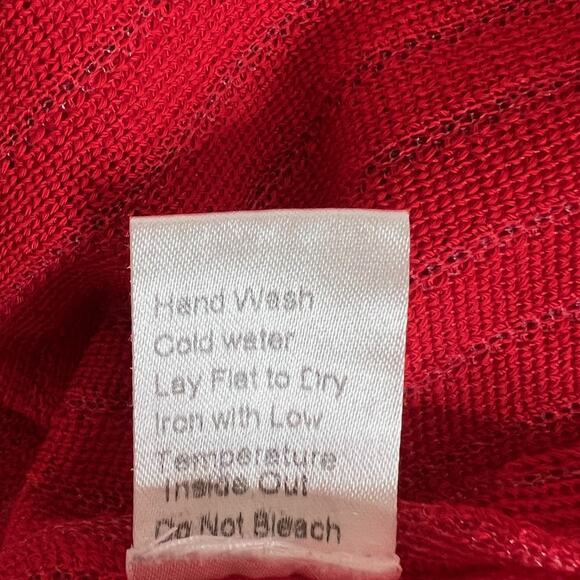 Hand Wash
Cold water
Lay Flat to Dry
Iron with Low
Temperature
Inside Out
Do Not Bleach